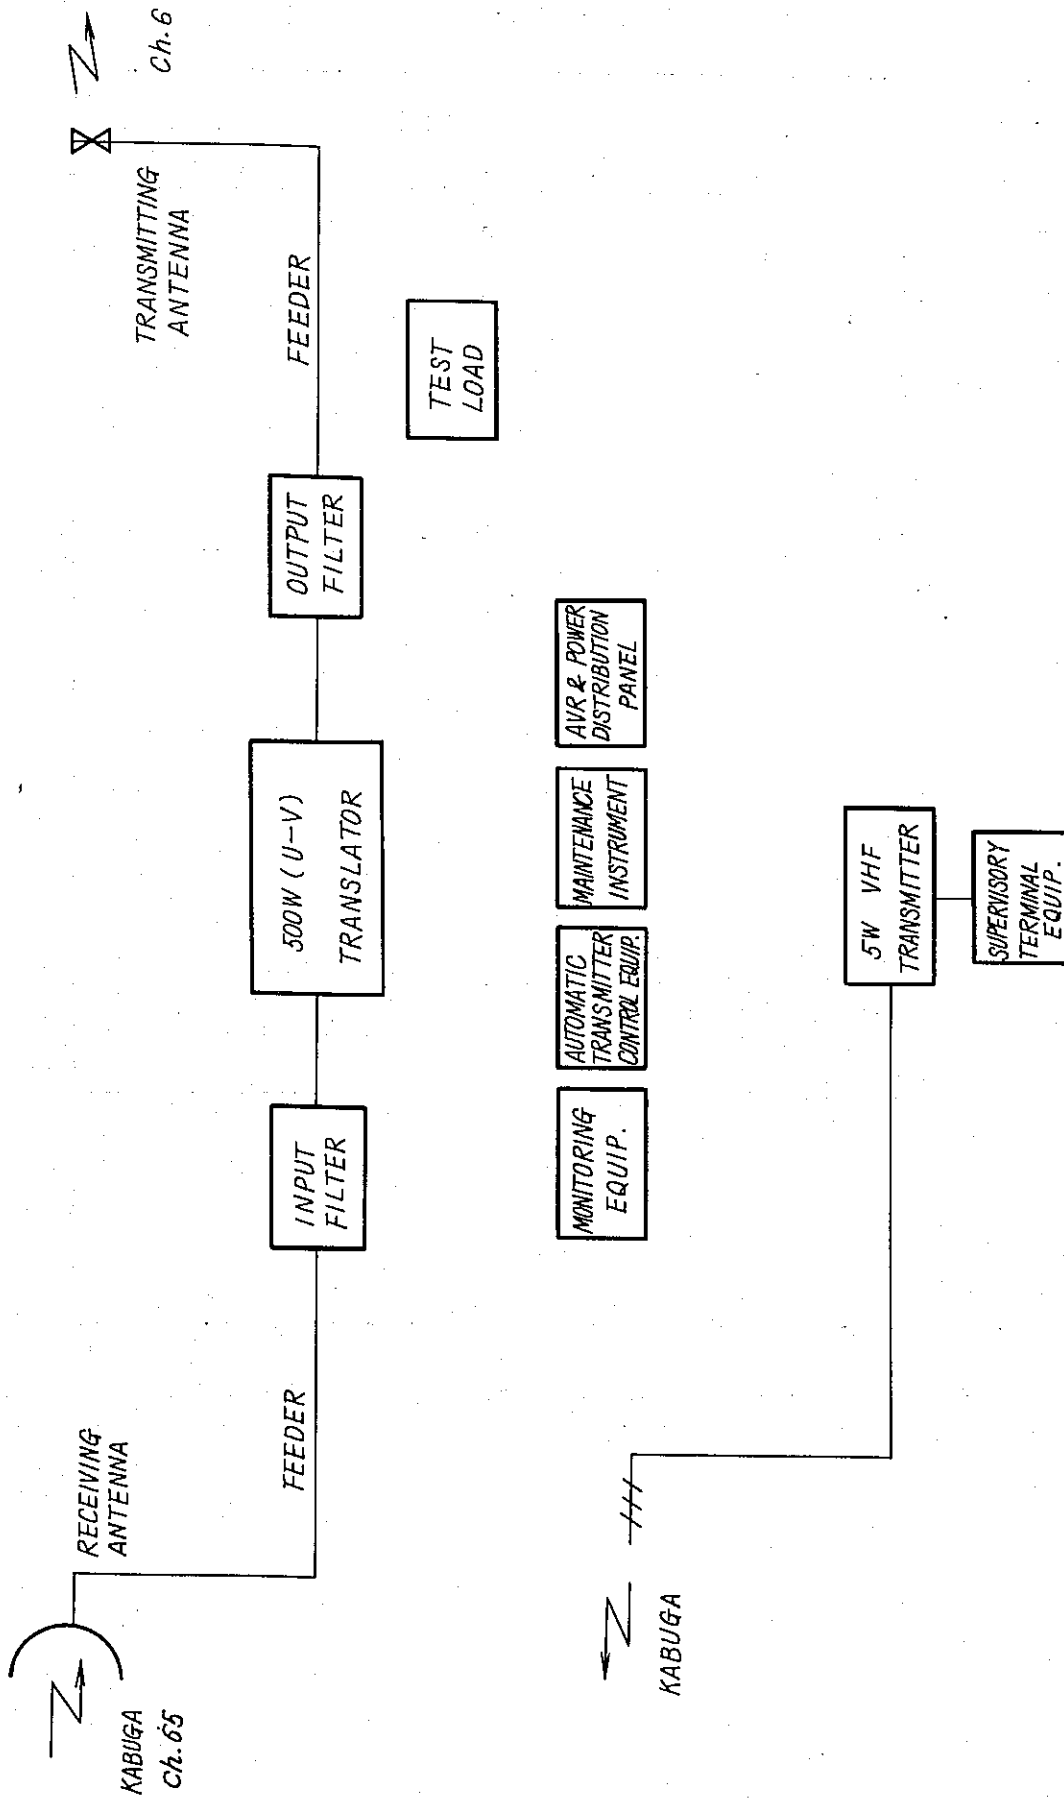 KABUGA
Ch.65
RECEIVING
ANTENNA
FEEDER
INPUT
FILTER
500W (U-V)
TRANSLATOR
OUTPUT
FILTER
FEEDER
TRANSMITTING
ANTENNA
Ch.6
TEST
LOAD
MONITORING
EQUIP.
AUTOMATIC
TRANSMITTER
CONTROL EQUIP.
MAINTENANCE
INSTRUMENT
AVR & POWER
DISTRIBUTION
PANEL
KABUGA
5W VHF
TRANSMITTER
SUPERVISORY
TERMINAL
EQUIP.